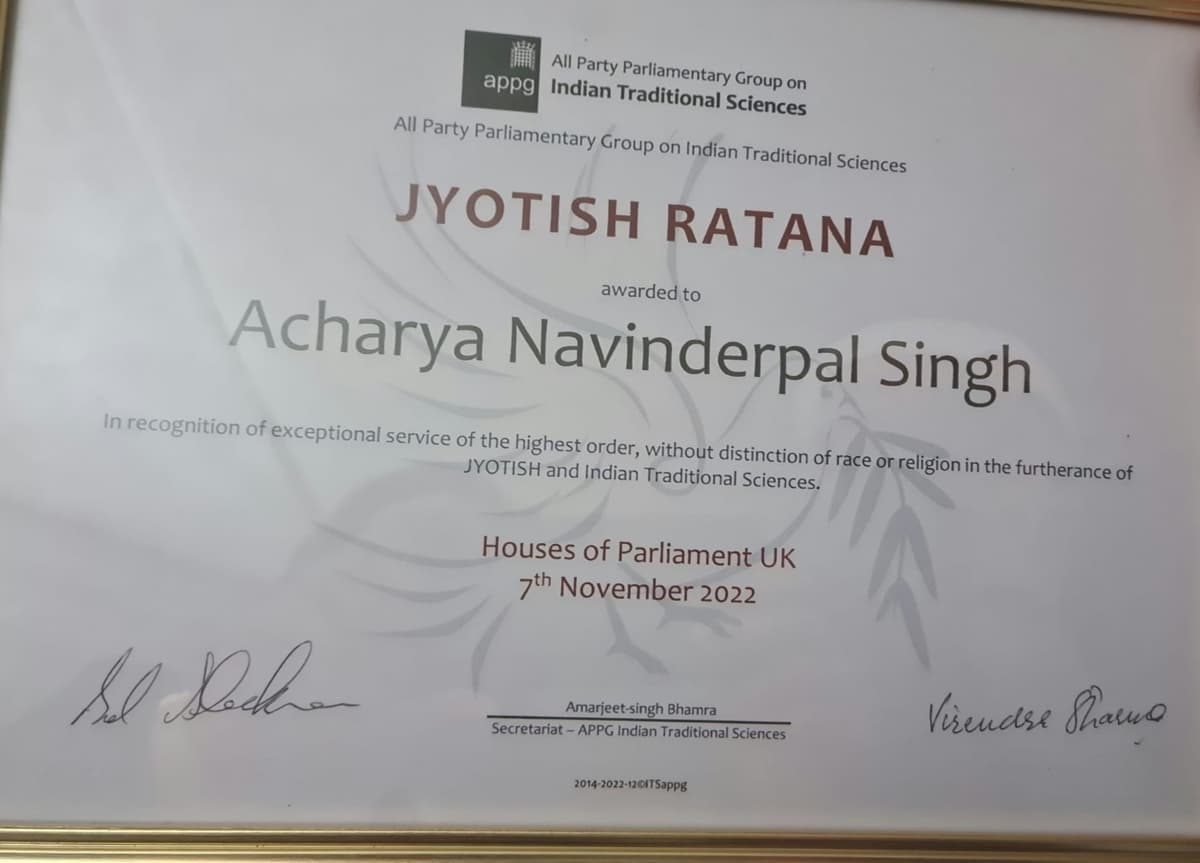 appg
All Party Parliamentary Group on
Indian Traditional Sciences
All Party Parliamentary Group on Indian Traditional Sciences
JYOTISH RATANA
awarded to
Acharya Navinderpal Singh
In recognition of exceptional service of the highest order, without distinction of race or religion in the furtherance of
JYOTISH and Indian Traditional Sciences.
Houses of Parliament UK
7th November 2022
Virendra Sharma
Amarjeet-singh Bhamra
Secretariat – APPG Indian Traditional Sciences
2014-2022-12©ITSappg